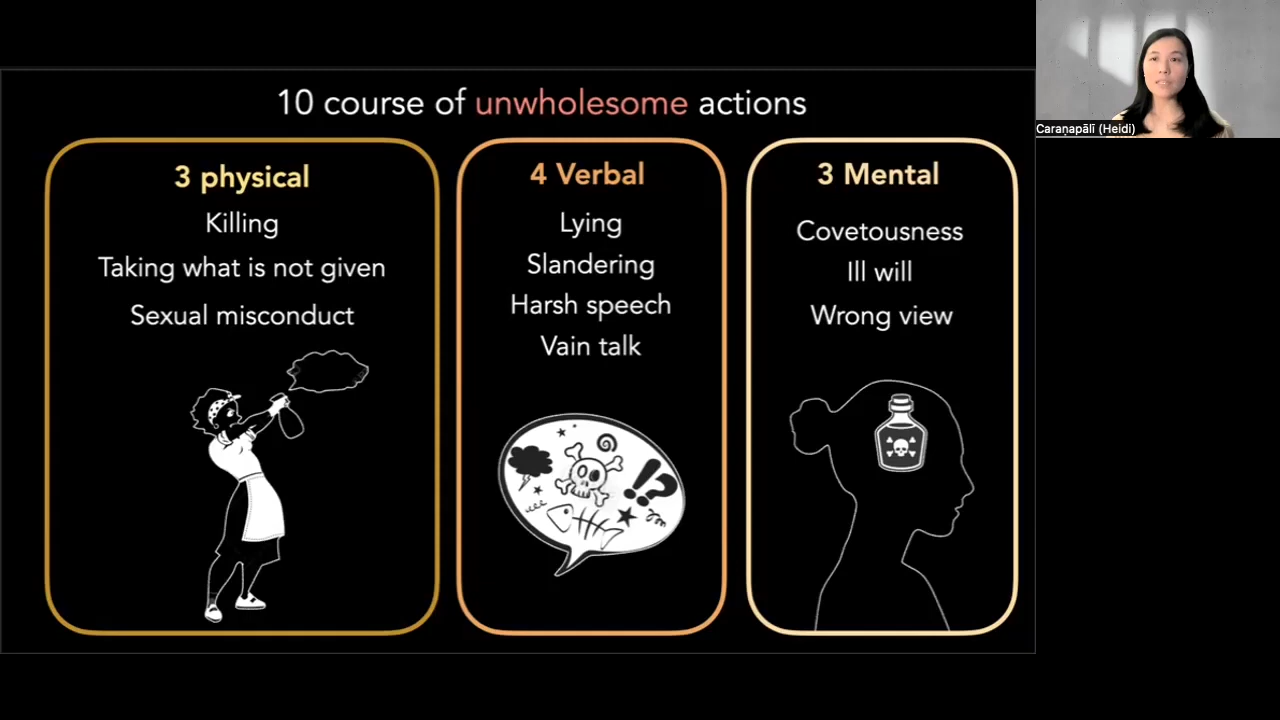 10 course of unwholesome actions
3 physical
Killing
Taking what is not given
Sexual misconduct
4 Verbal
Lying
Slandering
Harsh speech
Vain talk
!?
3 Mental
Covetousness
Ill will
Wrong view
Caraṇapālī (Heidi)